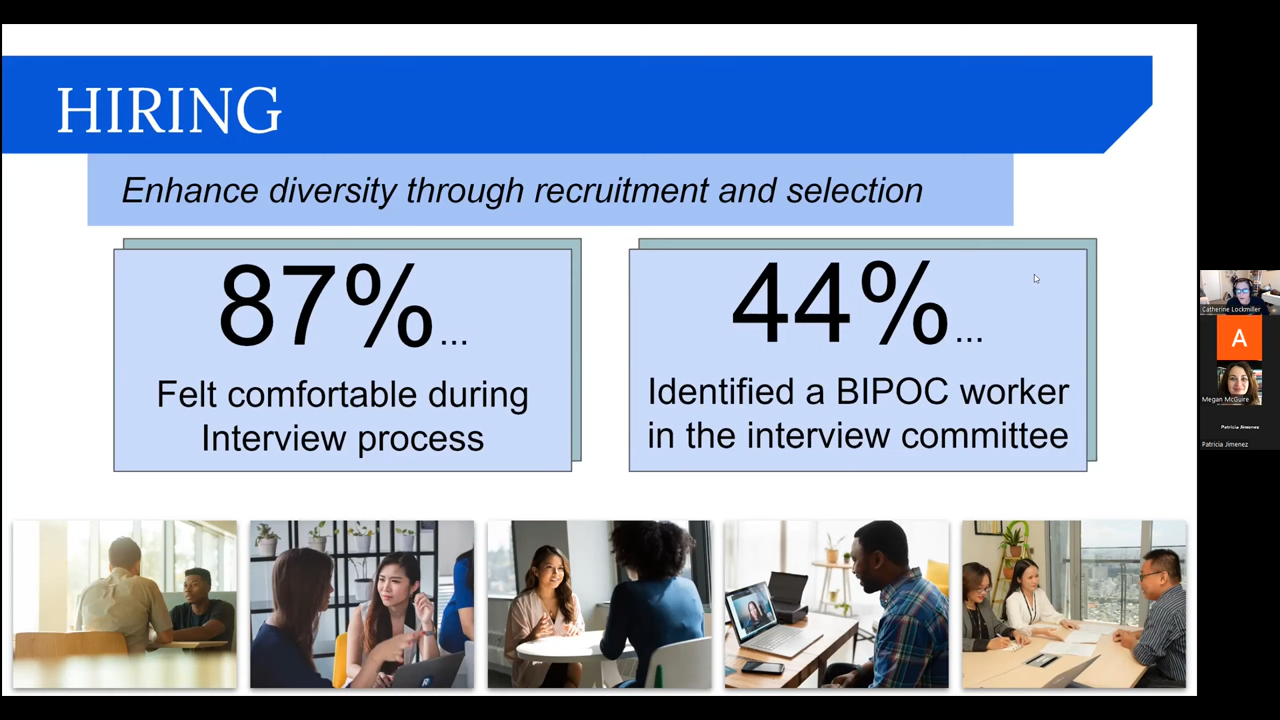 HIRING
Enhance diversity through recruitment and selection
87%...
Felt comfortable during
Interview process
44%...
Identified a BIPOC worker
in the interview committee
Catherine Lockmiller
A
Megan McGuire
Patricia Jimenez
Patricia Jimenez